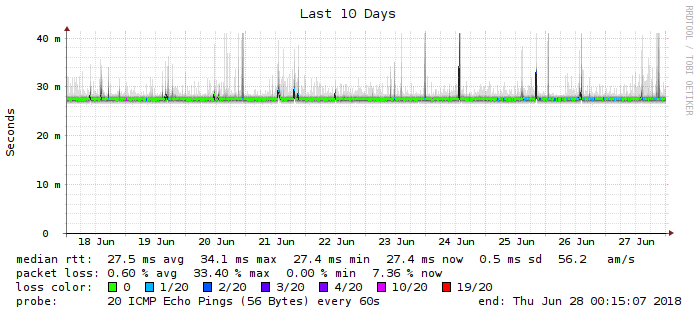 Last 10 Days
RRDTOOL / TOBI OETIKER
Seconds
40 m
30 m
20 m
10 m
0
18 Jun 19 Jun 20 Jun 21 Jun 22 Jun 23 Jun 24 Jun 25 Jun 26 Jun 27 Jun
median rtt: 27.5 ms avg 34.1 ms max 27.4 ms min 27.4 ms now 0.5 ms sd 56.2 am/s
packet loss: 0.60 % avg 33.40 % max 0.00 % min 7.36 % now
loss color: 0 1/20 2/20 3/20 4/20 10/20 19/20
probe: 20 ICMP Echo Pings (56 Bytes) every 60s end: Thu Jun 28 00:15:07 2018